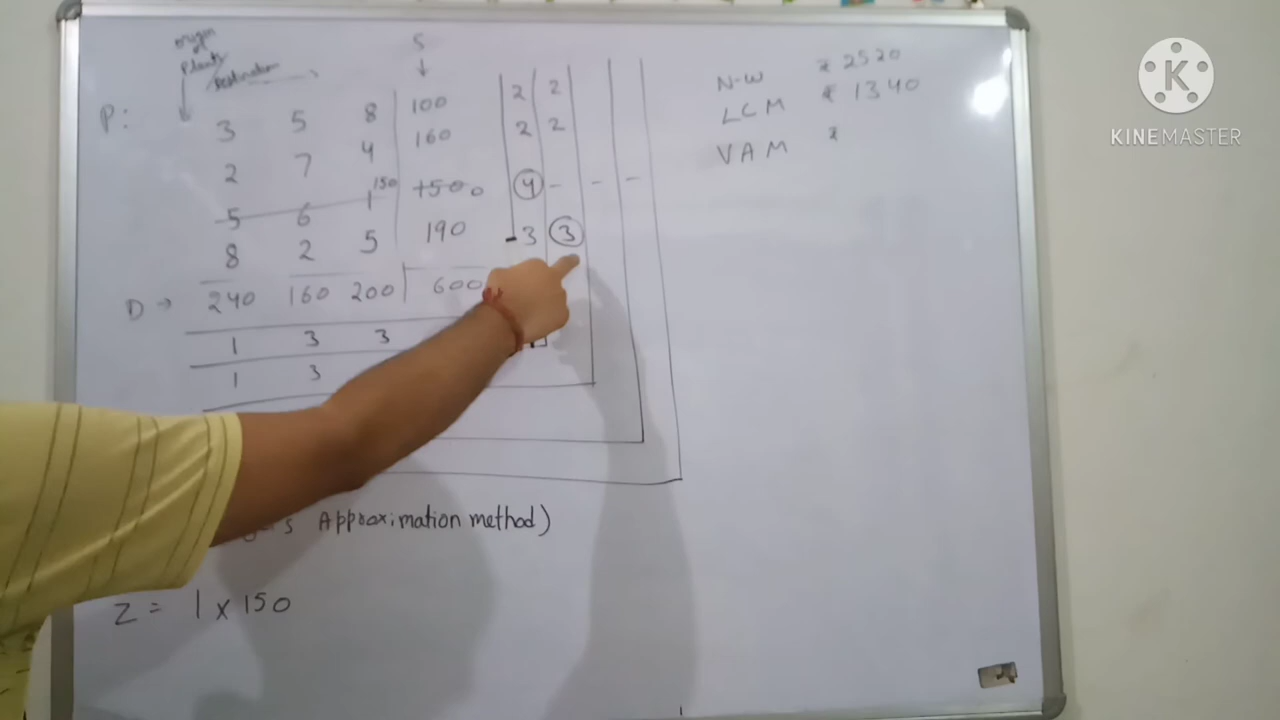 origin
Plants
Destination
S
P:
3 5 8 100 2 2
2 7 4 160 2 2
5 6 1 150 150 0 4 - - -
8 2 5 190 3 3
D → 240 160 200 600
1 3 3
1 3
N-W ₹ 2520
LCM ₹ 1340
VAM ₹
s Approximation method)
Z = 1 x 150
K
KINEMASTER